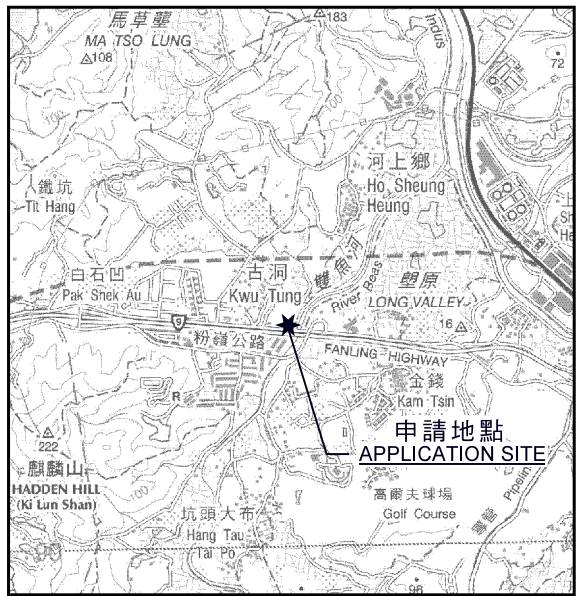 馬草壟
MA TSO LUNG
183
108
Indus
72
100
100
河上鄉
Ho Sheung
Heung
鐵坑
Tit Hang
白石凹
Pak Shek Au
古洞
Kwu Tung
雙魚河
River Beas
塱原
LONG VALLEY
16
9
粉嶺公路
FANLING HIGHWAY
金錢
Kam Tsin
R
申請地點
APPLICATION SITE
222
麒麟山
HADDEN HILL
(Ki Lun Shan)
100
高爾夫球場
Golf Course
Pipelin
坑頭大布
Hang Tau
Tai Po
96